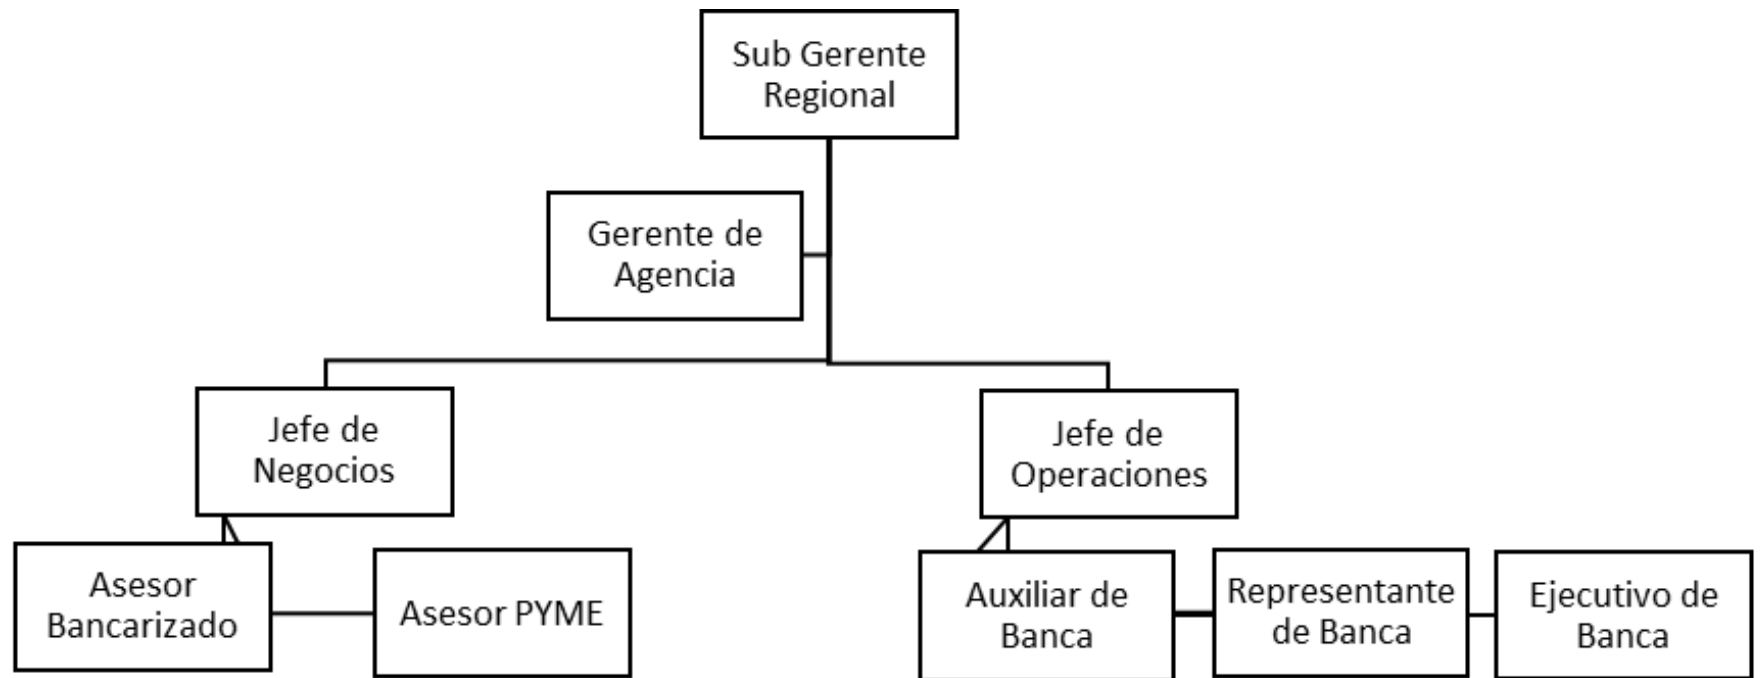 Sub Gerente
Regional
Gerente de
Agencia
Jefe de
Negocios
Jefe de
Operaciones
Asesor
Bancarizado
Asesor PYME
Auxiliar de
Banca
Representante
de Banca
Ejecutivo de
Banca